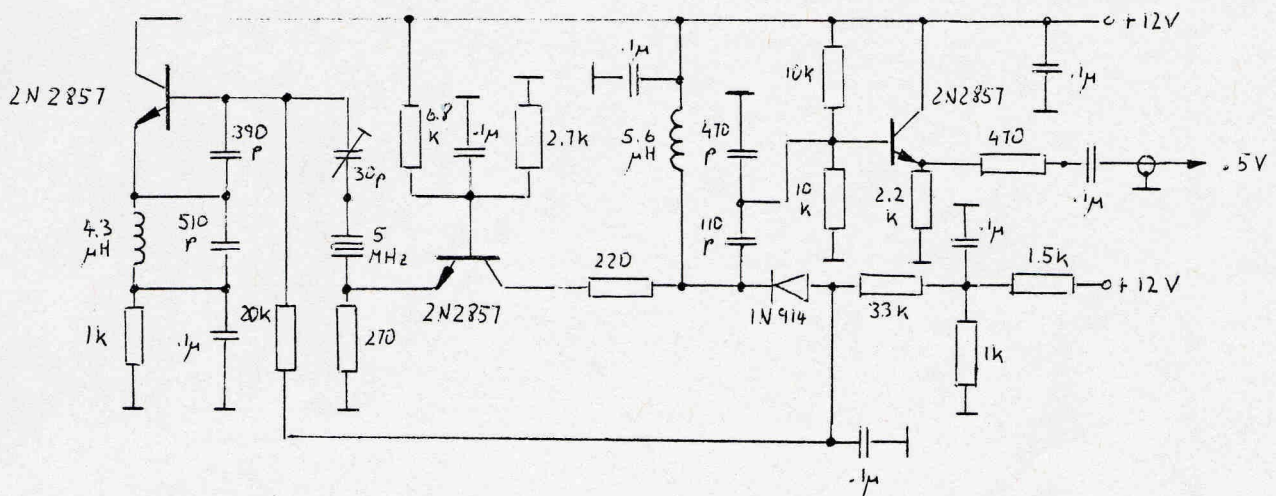 +12V
.1µ
10k
.1µ
2N2857
2N2857
6.8
k
.1µ
2.7k
5.6
µH
470
p
390
p
30p
470
.5V
2.2
k
.1µ
10
k
110
p
.1µ
4.3
µH
510
p
5
MHz
220
1.5k
+12V
2N2857
1N914
33k
1k
20k
.1µ
270
1k
.1µ